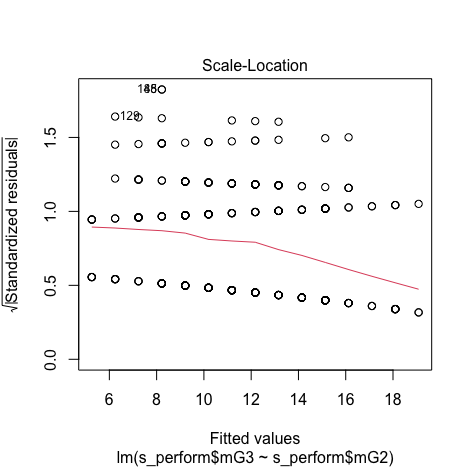 Scale-Location
√|Standardized residuals|
0.0 0.5 1.0 1.5
129
6 8 10 12 14 16 18
Fitted values
lm(s_perform$mG3 ~ s_perform$mG2)